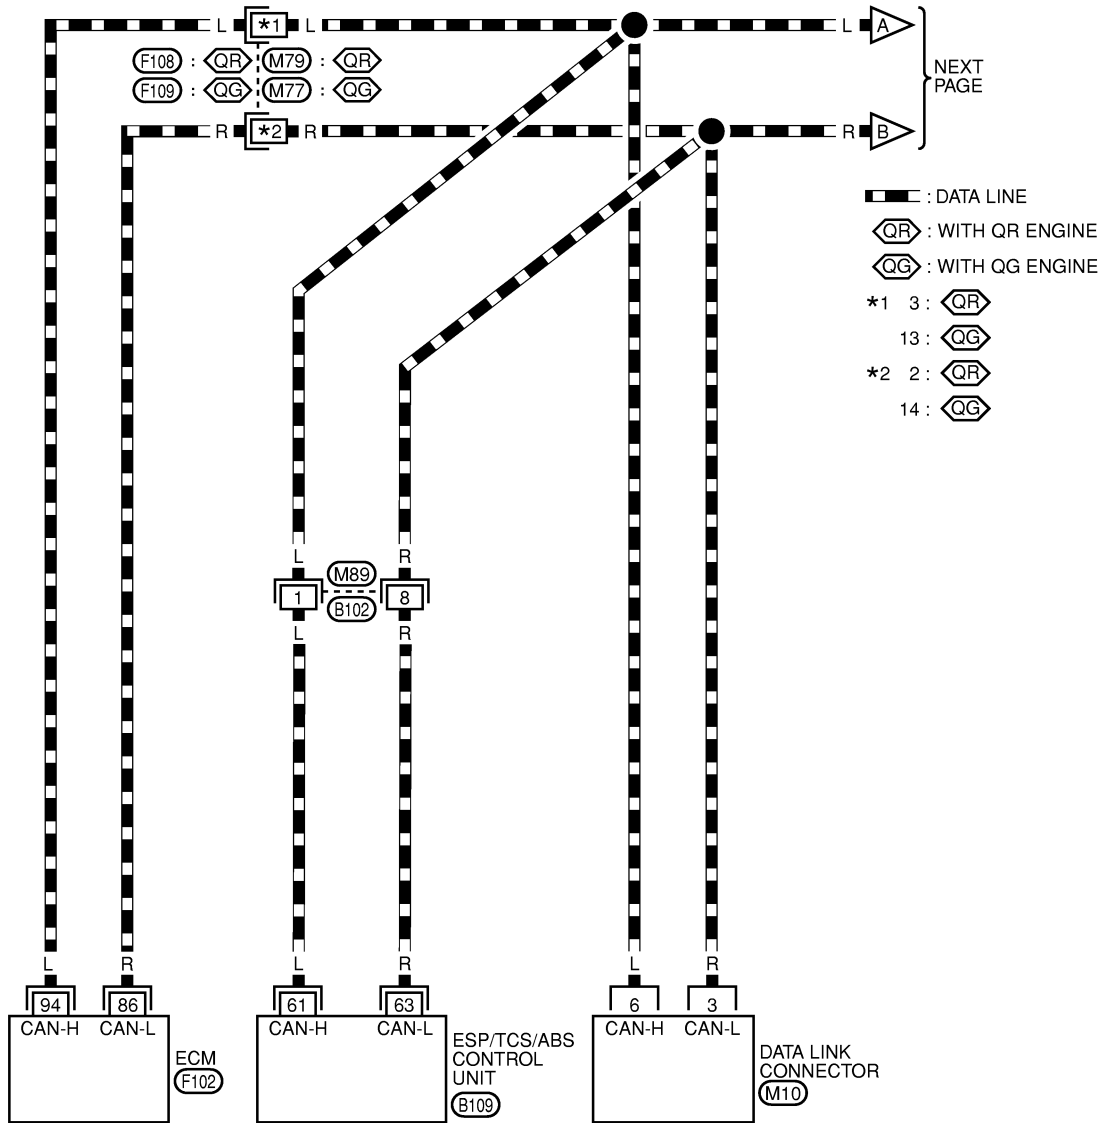 L *1 L L A
F108 : QR M79 : QR
F109 : QG M77 : QG
NEXT
PAGE
R *2 R R B
: DATA LINE
QR : WITH QR ENGINE
QG : WITH QG ENGINE
*1 3 : QR
13 : QG
*2 2 : QR
14 : QG
L R
M89
1 8
B102
L R
L R L R L R
94 86 61 63 6 3
CAN-H CAN-L CAN-H CAN-L CAN-H CAN-L
ECM
F102
ESP/TCS/ABS
CONTROL
UNIT
B109
DATA LINK
CONNECTOR
M10